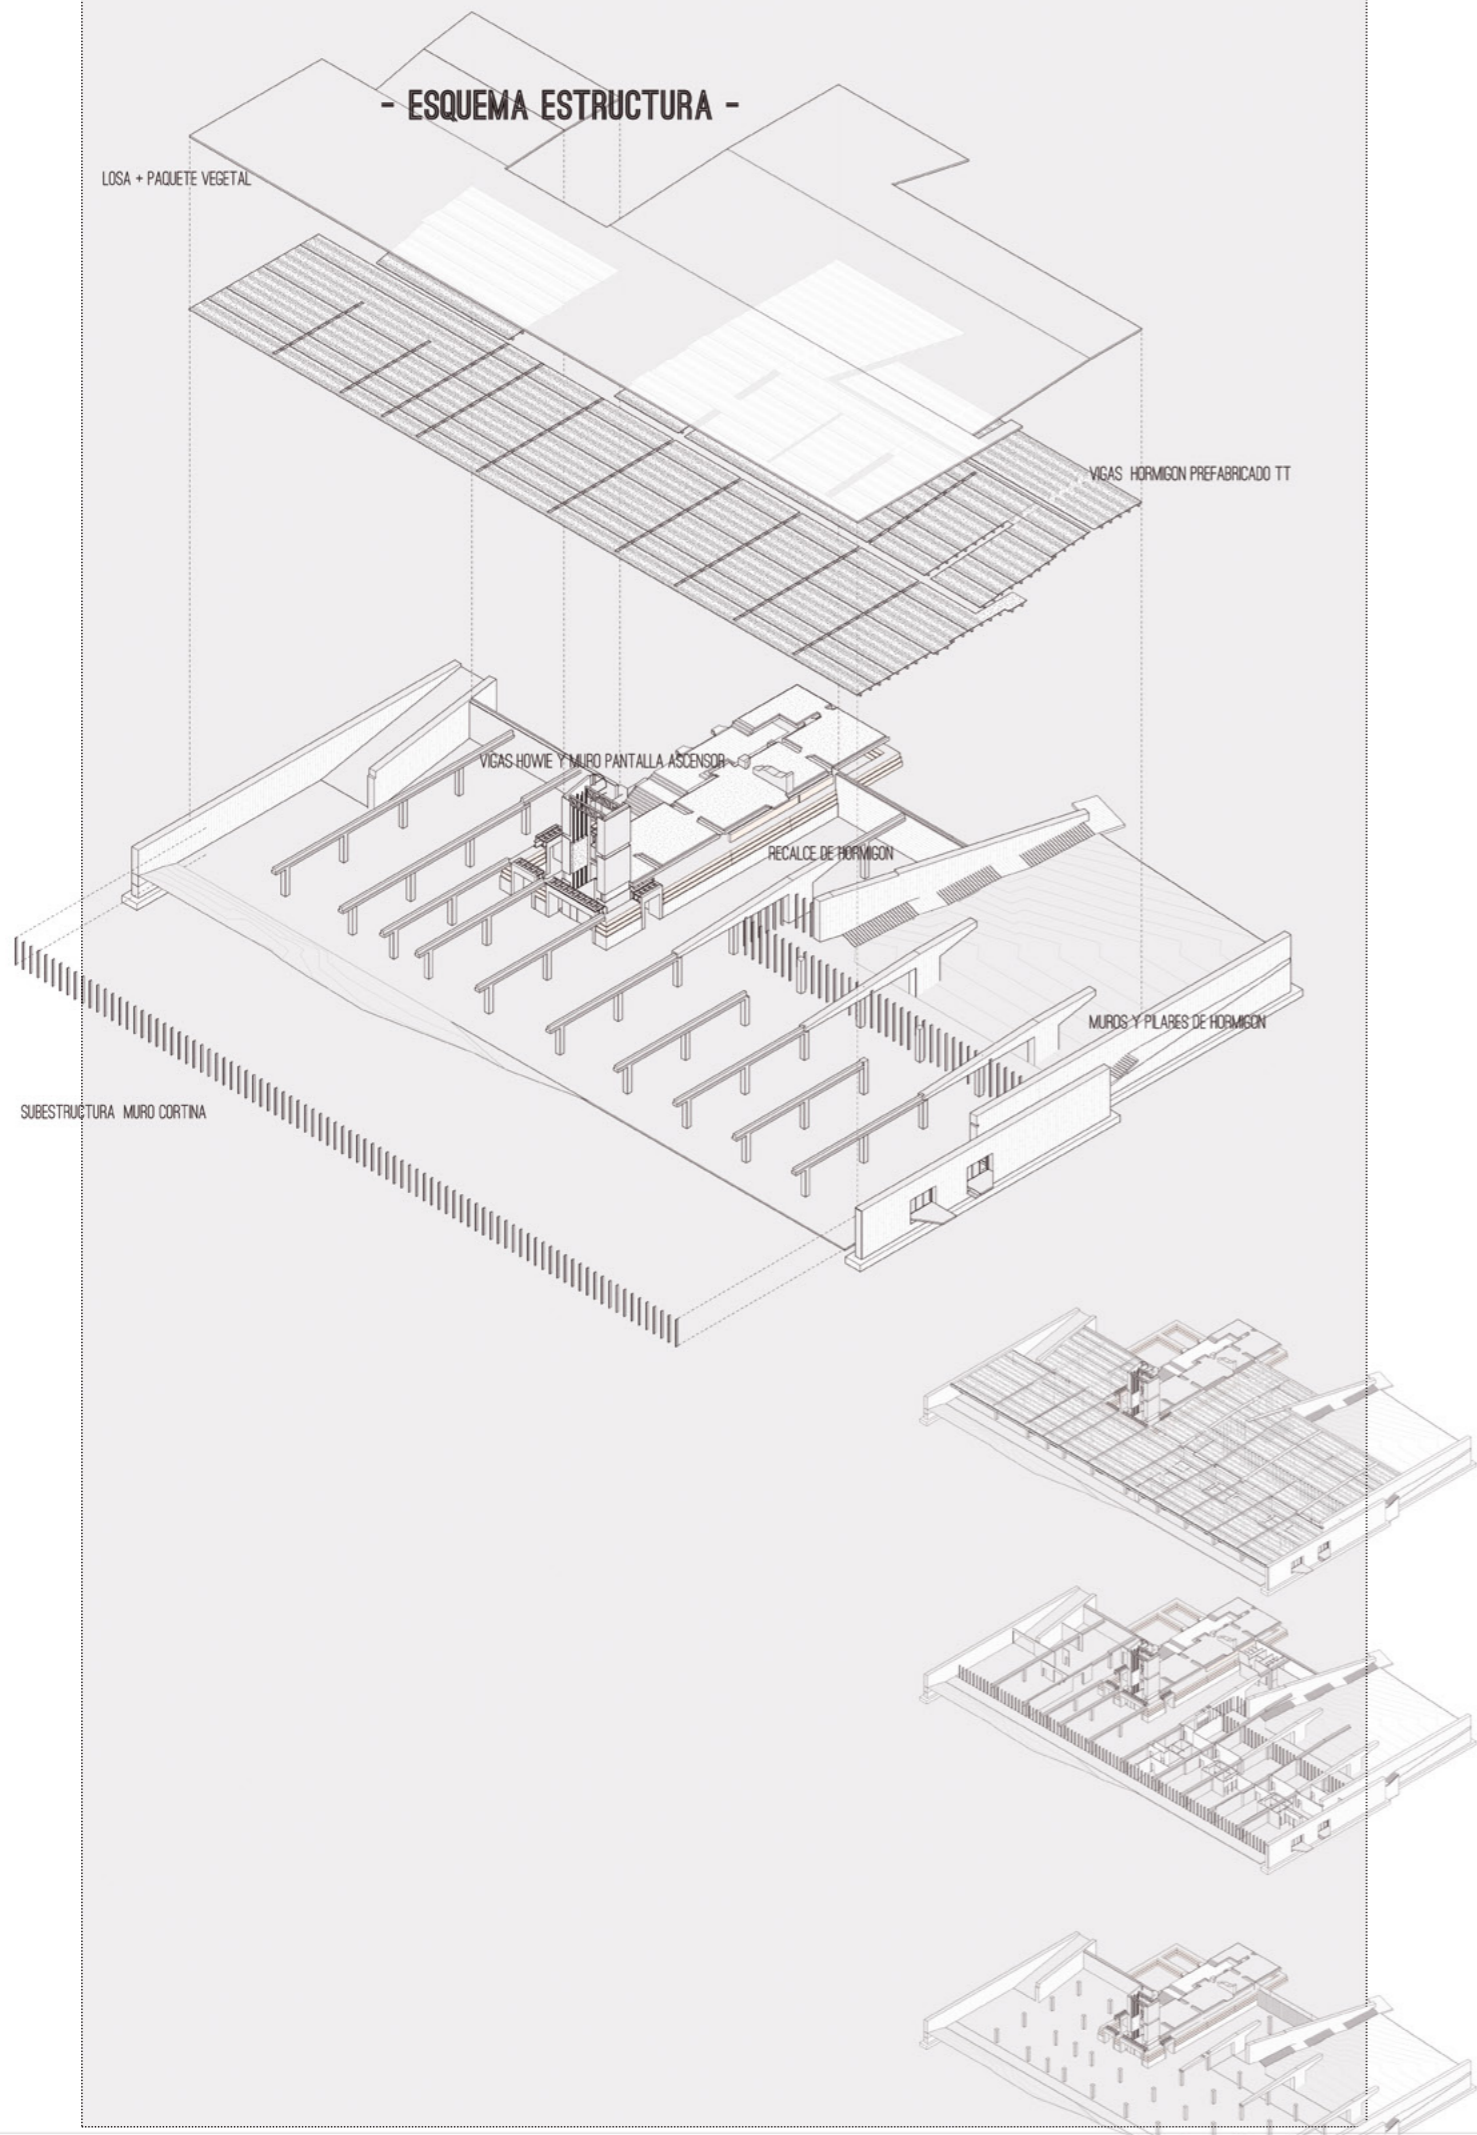 - ESQUEMA ESTRUCTURA -
LOSA + PAQUETE VEGETAL
VIGAS HORMIGON PREFABRICADO TT
VIGAS HOWIE Y MURO PANTALLA ASCENSOR
RECALCE DE HORMIGON
MUROS Y PILARES DE HORMIGON
SUBESTRUCTURA MURO CORTINA